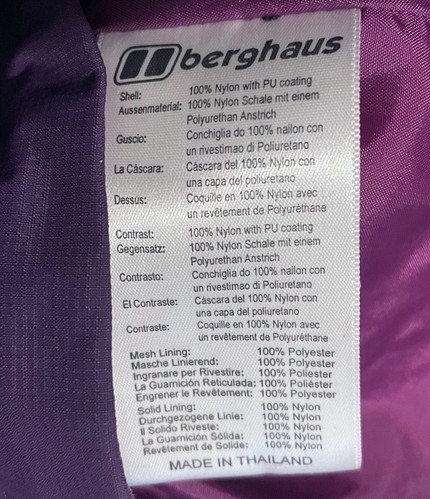 berghaus
Shell: 100% Nylon with PU coating
Aussenmaterial: 100% Nylon Schale mit einem
Polyurethan Anstrich
Guscio: Conchiglia do 100% nailon con
un rivestimao di Poliuretano
La Cáscara: Cáscara del 100% Nylon con
una capa del poliuretano
Dessus: Coquille en 100% Nylon avec
un revêtement de Polyuréthane
Contrast: 100% Nylon with PU coating
Gegensatz: 100% Nylon Schale mit einem
Polyurethan Anstrich
Contrasto: Conchiglia do 100% nailon con
un rivestimao di Poliuretano
El Contraste: Cáscara del 100% Nylon con
una capa del poliuretano
Contraste: Coquille en 100% Nylon avec
un revêtement de Polyuréthane
Mesh Lining: 100% Polyester
Masche Linierend: 100% Polyester
Ingranare per Rivestire: 100% Poliester
La Guarnición Reticulada: 100% Poliéster
Engrener le Revêtement: 100% Polyester
Solid Lining: 100% Nylon
Durchgezogene Linie: 100% Nylon
Il Solido Riveste: 100% Nylon
La Guarnición Sólida: 100% Nylon
Revêtement de Solide: 100% Nylon
MADE IN THAILAND